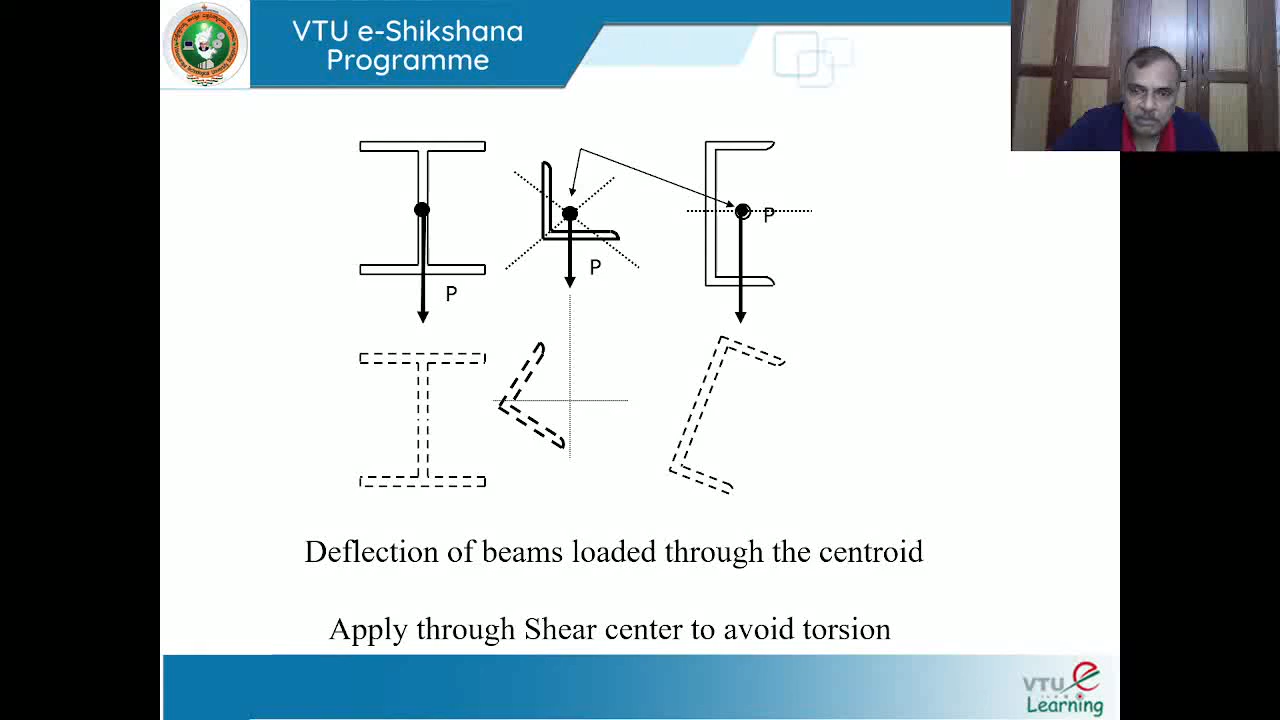 VTU e-Shikshana
Programme
P
P
P
Deflection of beams loaded through the centroid
Apply through Shear center to avoid torsion
VTU e
Learning